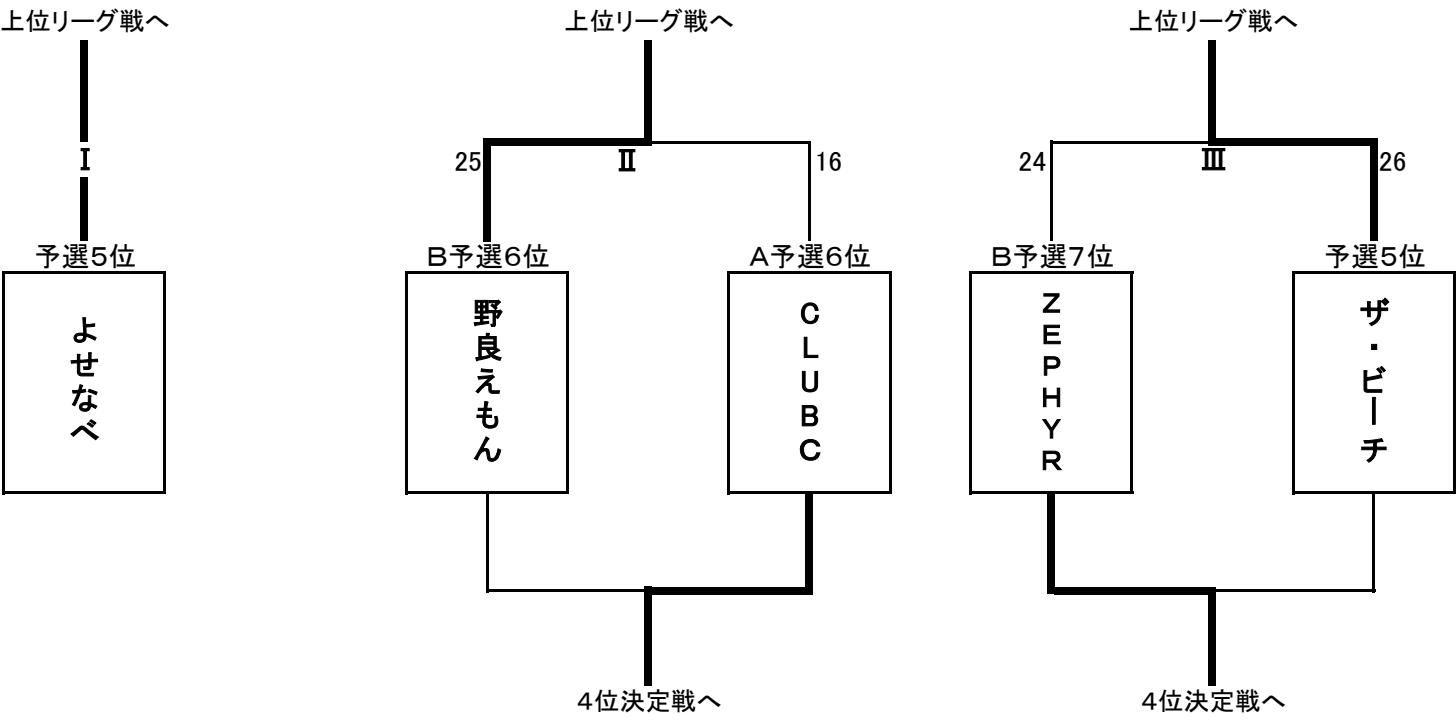 上位リーグ戦へ
上位リーグ戦へ
上位リーグ戦へ
Ⅰ
25
Ⅱ
16
24
Ⅲ
26
予選5位
B予選6位
A予選6位
B予選7位
予選5位
よせなべ
野良えもん
CLUBC
ZEPHYR
ザ・ビーチ
4位決定戦へ
4位決定戦へ